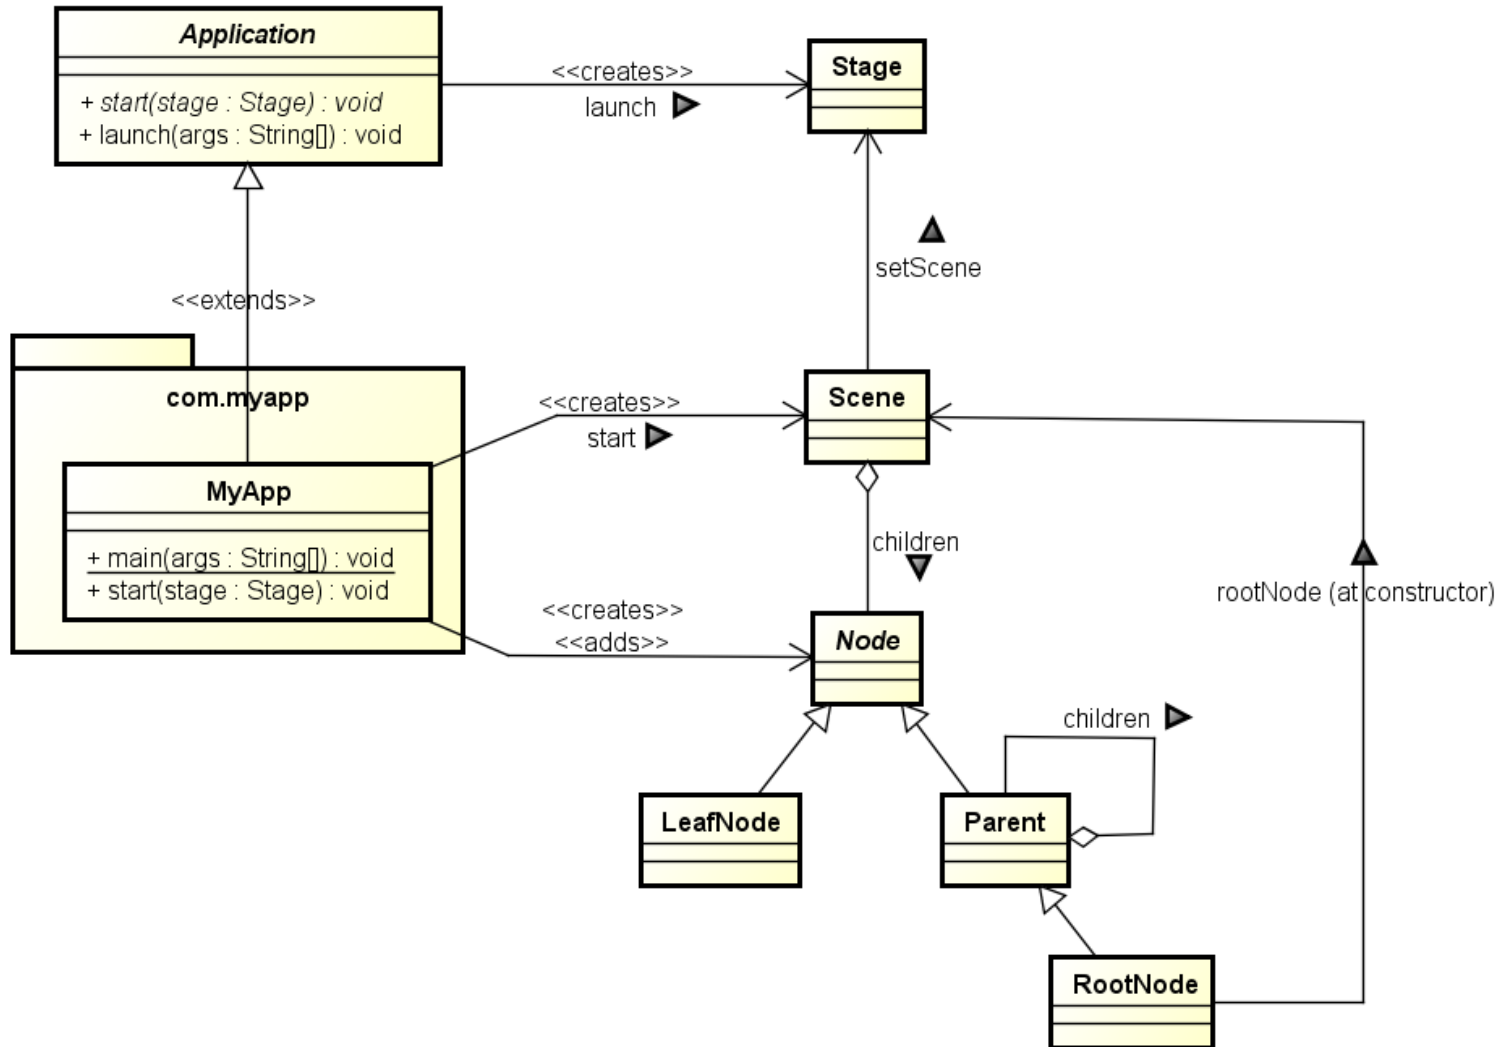 Application
+ start(stage : Stage) : void
+ launch(args : String[]) : void
<<creates>>
launch
Stage
setScene
<<extends>>
com.myapp
MyApp
+ main(args : String[]) : void
+ start(stage : Stage) : void
<<creates>>
start
Scene
children
<<creates>>
<<adds>>
Node
rootNode (at constructor)
children
LeafNode
Parent
RootNode